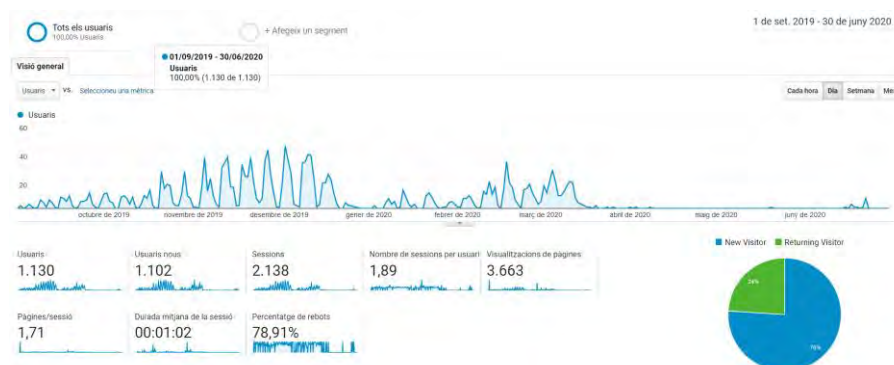 Tots els usuaris
100,00% Usuaris
+ Afegeix un segment
1 de set. 2019 - 30 de juny 2020
01/09/2019 - 30/06/2020
Usuaris
100,00% (1.130 de 1.130)
Visió general
Usuaris VS. Seleccioneu una mètrica
Cada hora Dia Setmana
Usuaris
60
40
20
octubre de 2019 novembre de 2019 desembre de 2019 gener de 2020 febrer de 2020 març de 2020 abril de 2020 maig de 2020 juny de 2020
New Visitor Returning Visitor
Usuaris Usuaris nous Sessions Nombre de sessions per usuari Visualitzacions de pàgines
1.130 1.102 2.138 1,89 3.663
24%
76%
Pàgines/sessió Durada mitjana de la sessió Percentatge de rebots
1,71 00:01:02 78,91%